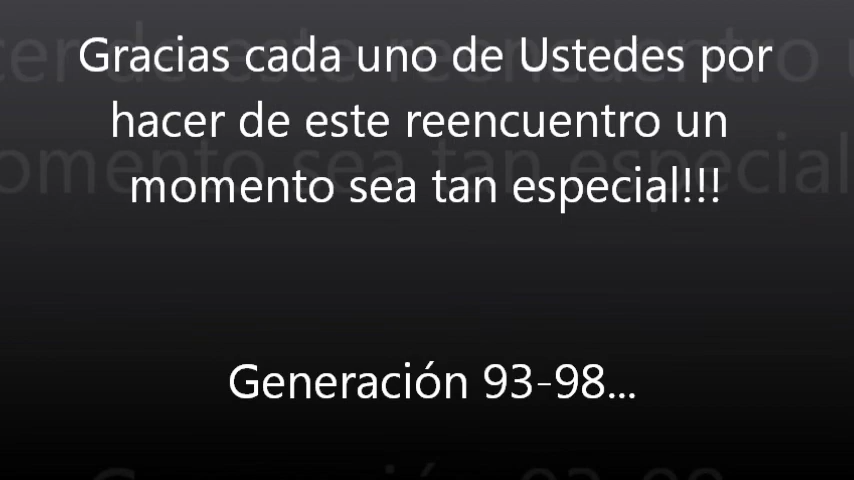 Gracias cada uno de Ustedes por
hacer de este reencuentro un
momento sea tan especial!!!
Generación 93-98...